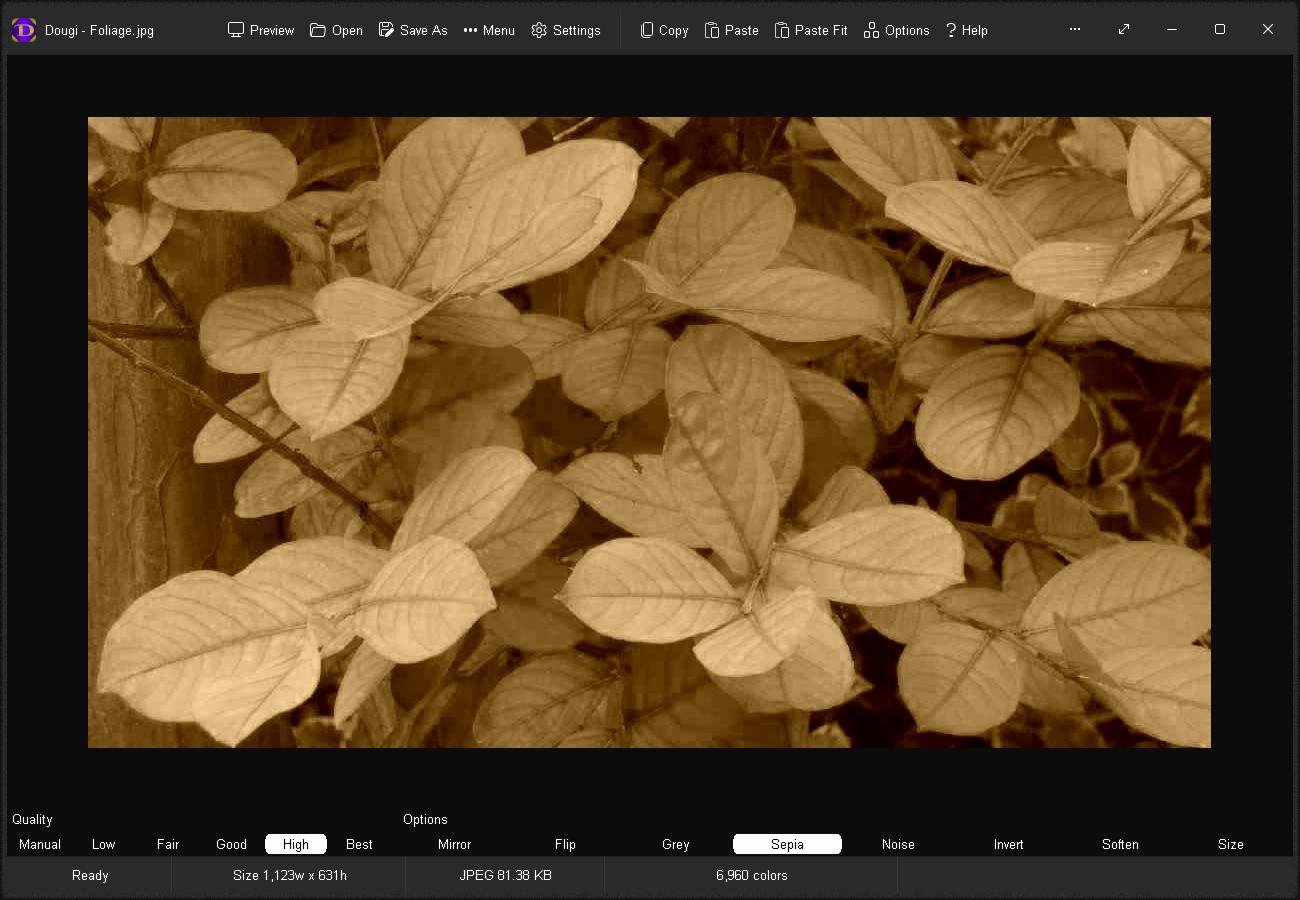 D Dougi - Foliage.jpg Preview Open Save As Menu Settings Copy Paste Paste Fit ? Help Options
Quality Options
Manual Low Fair Good High Best Mirror Flip Grey Sepia Noise Invert Soften Size
Ready Size 1,123w x 631h JPEG 81.38 KB 6,960 colors